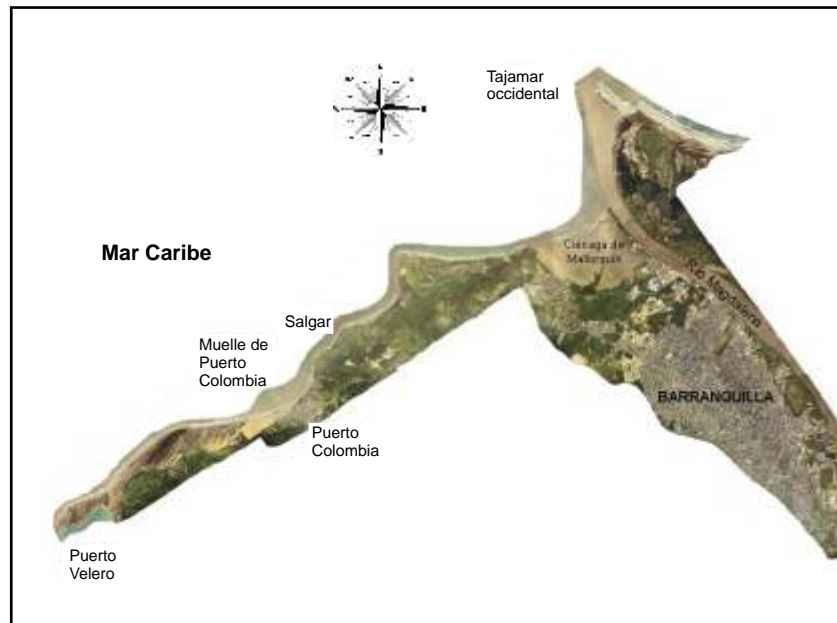 Tajamar
occidental
Mar Caribe
Ciénaga de
Mallorquín
Río Magdalena
Salgar
Muelle de
Puerto
Colombia
BARRANQUILLA
Puerto
Colombia
Puerto
Velero